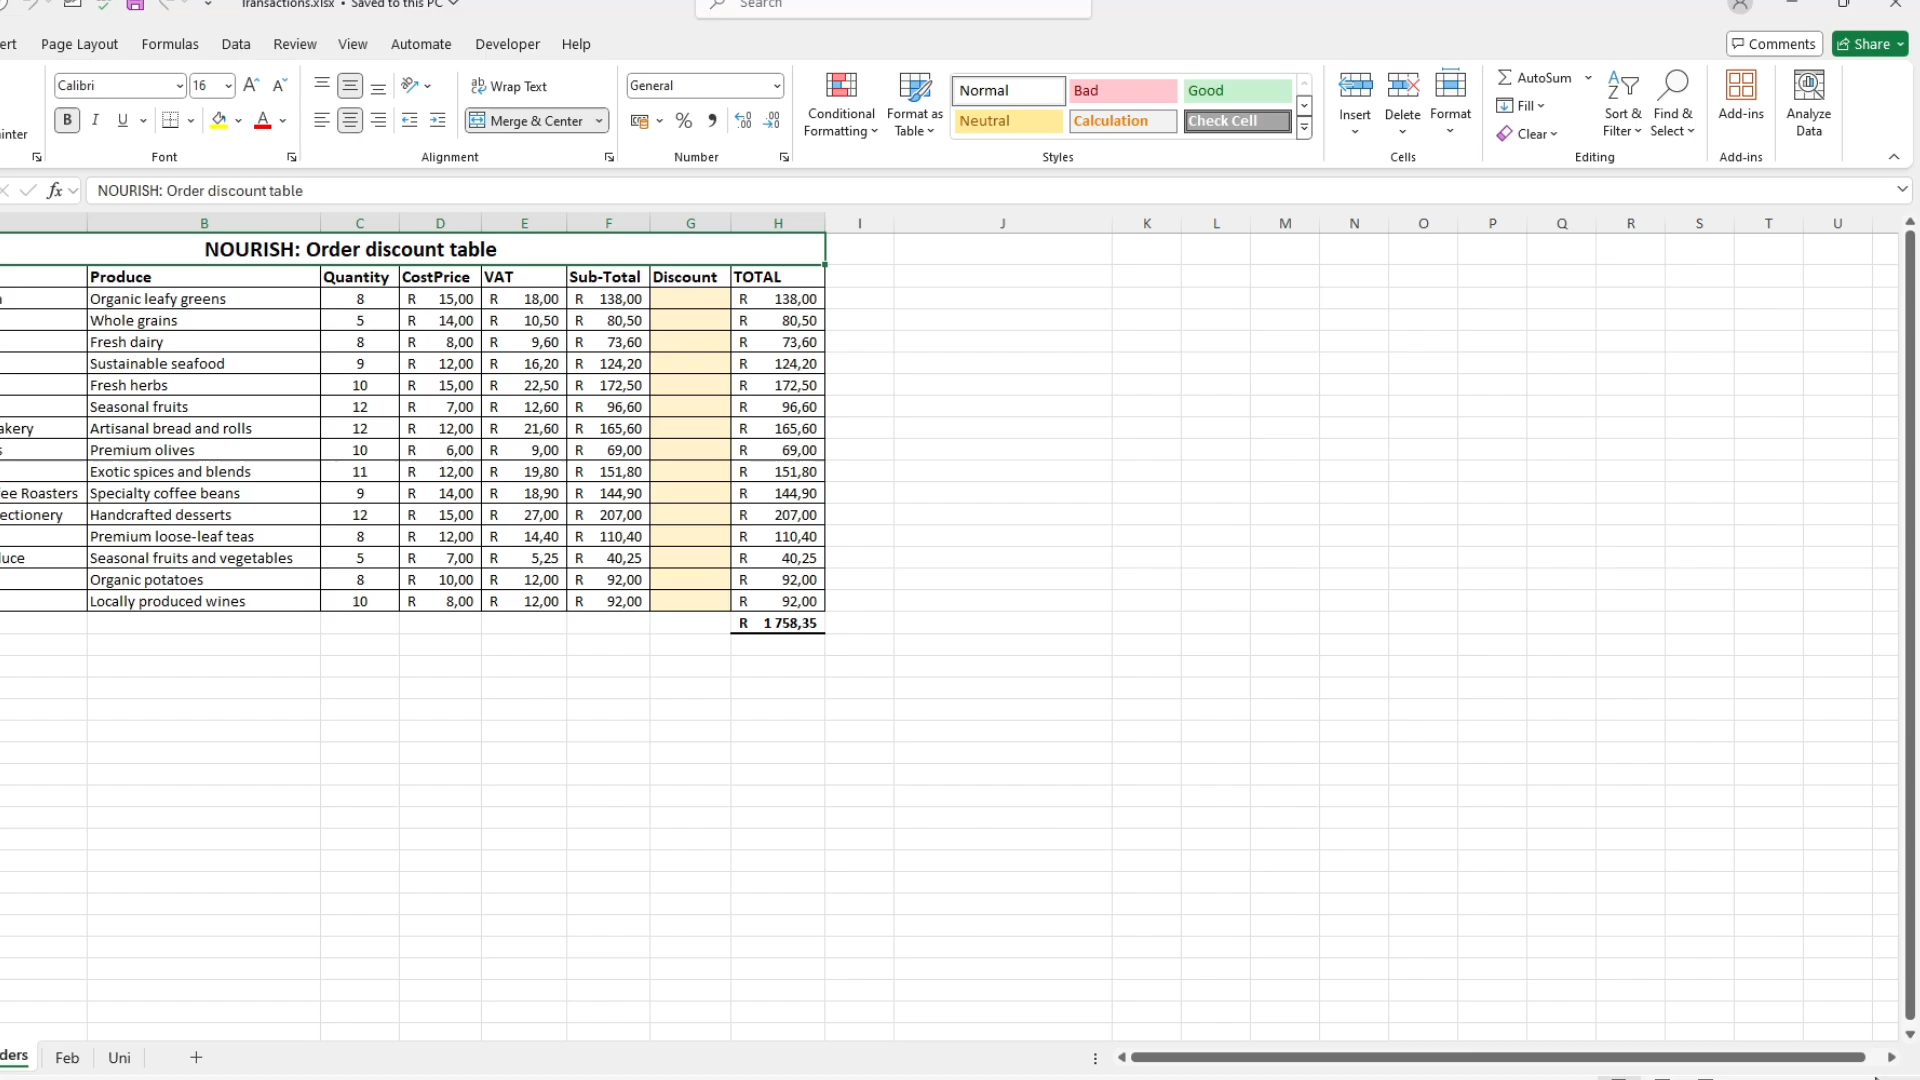 Transactions.xlsx • Saved to this PC
Search
Page Layout Formulas Data Review View Automate Developer Help
Comments Share
Calibri 16 Wrap Text General Conditional Formatting Format as Table Normal Bad Good Insert Delete Format AutoSum Fill Clear Sort & Filter Find & Select Add-ins Analyze Data
B I U A Merge & Center % Neutral Calculation Check Cell
Font Alignment Number Styles Cells Editing Add-ins
fx NOURISH: Order discount table
B C D E F G H I J K L M N O P Q R S T U
NOURISH: Order discount table
Produce Quantity CostPrice VAT Sub-Total Discount TOTAL
Organic leafy greens 8 R 15,00 R 18,00 R 138,00 R 138,00
Whole grains 5 R 14,00 R 10,50 R 80,50 R 80,50
Fresh dairy 8 R 8,00 R 9,60 R 73,60 R 73,60
Sustainable seafood 9 R 12,00 R 16,20 R 124,20 R 124,20
Fresh herbs 10 R 15,00 R 22,50 R 172,50 R 172,50
Seasonal fruits 12 R 7,00 R 12,60 R 96,60 R 96,60
akery Artisanal bread and rolls 12 R 12,00 R 21,60 R 165,60 R 165,60
s Premium olives 10 R 6,00 R 9,00 R 69,00 R 69,00
Exotic spices and blends 11 R 12,00 R 19,80 R 151,80 R 151,80
ee Roasters Specialty coffee beans 9 R 14,00 R 18,90 R 144,90 R 144,90
ectionery Handcrafted desserts 12 R 15,00 R 27,00 R 207,00 R 207,00
Premium loose-leaf teas 8 R 12,00 R 14,40 R 110,40 R 110,40
uce Seasonal fruits and vegetables 5 R 7,00 R 5,25 R 40,25 R 40,25
Organic potatoes 8 R 10,00 R 12,00 R 92,00 R 92,00
Locally produced wines 10 R 8,00 R 12,00 R 92,00 R 92,00
R 1 758,35
ders Feb Uni